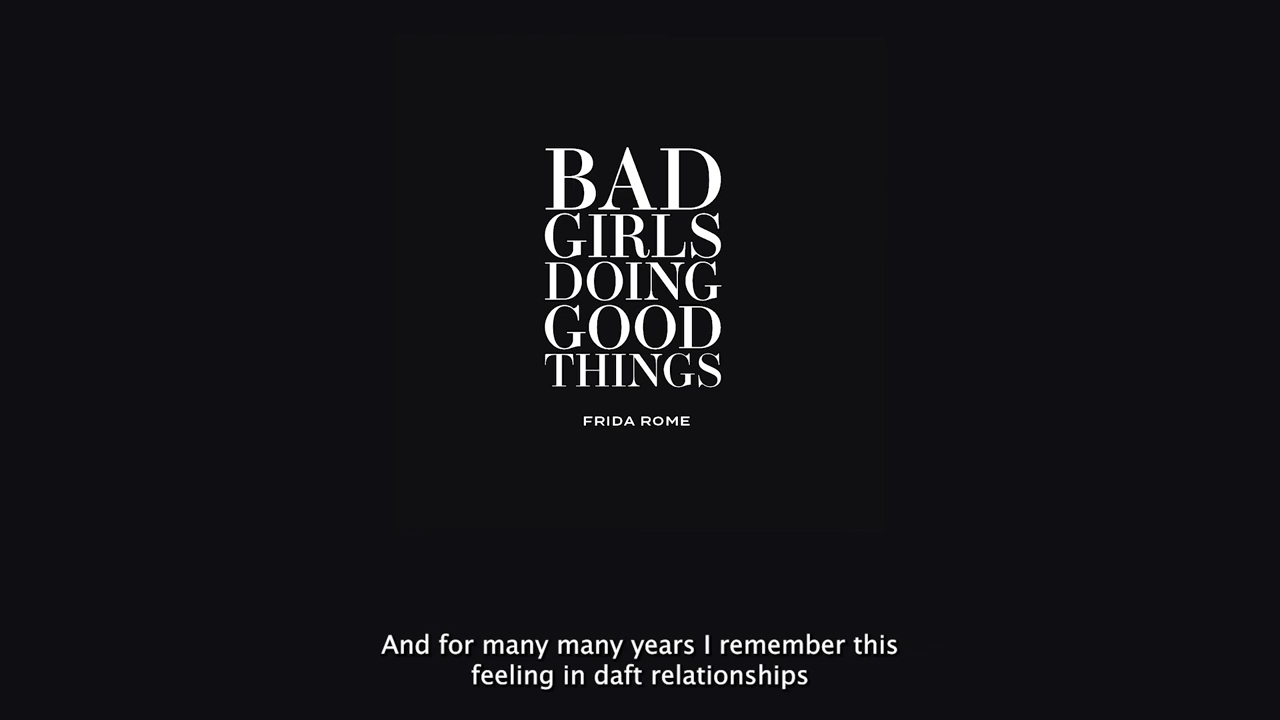 BAD
GIRLS
DOING
GOOD
THINGS
FRIDA ROME
And for many many years I remember this
feeling in daft relationships